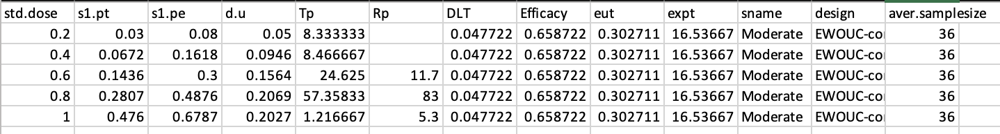 std.dose s1.pt s1.pe d.u Tp Rp DLT Efficacy eut expt sname design aver.samplesize
0.2 0.03 0.08 0.05 8.333333 0.047722 0.658722 0.302711 16.53667 Moderate EWOUC-co 36
0.4 0.0672 0.1618 0.0946 8.466667 0.047722 0.658722 0.302711 16.53667 Moderate EWOUC-co 36
0.6 0.1436 0.3 0.1564 24.625 11.7 0.047722 0.658722 0.302711 16.53667 Moderate EWOUC-co 36
0.8 0.2807 0.4876 0.2069 57.35833 83 0.047722 0.658722 0.302711 16.53667 Moderate EWOUC-co 36
1 0.476 0.6787 0.2027 1.216667 5.3 0.047722 0.658722 0.302711 16.53667 Moderate EWOUC-co 36